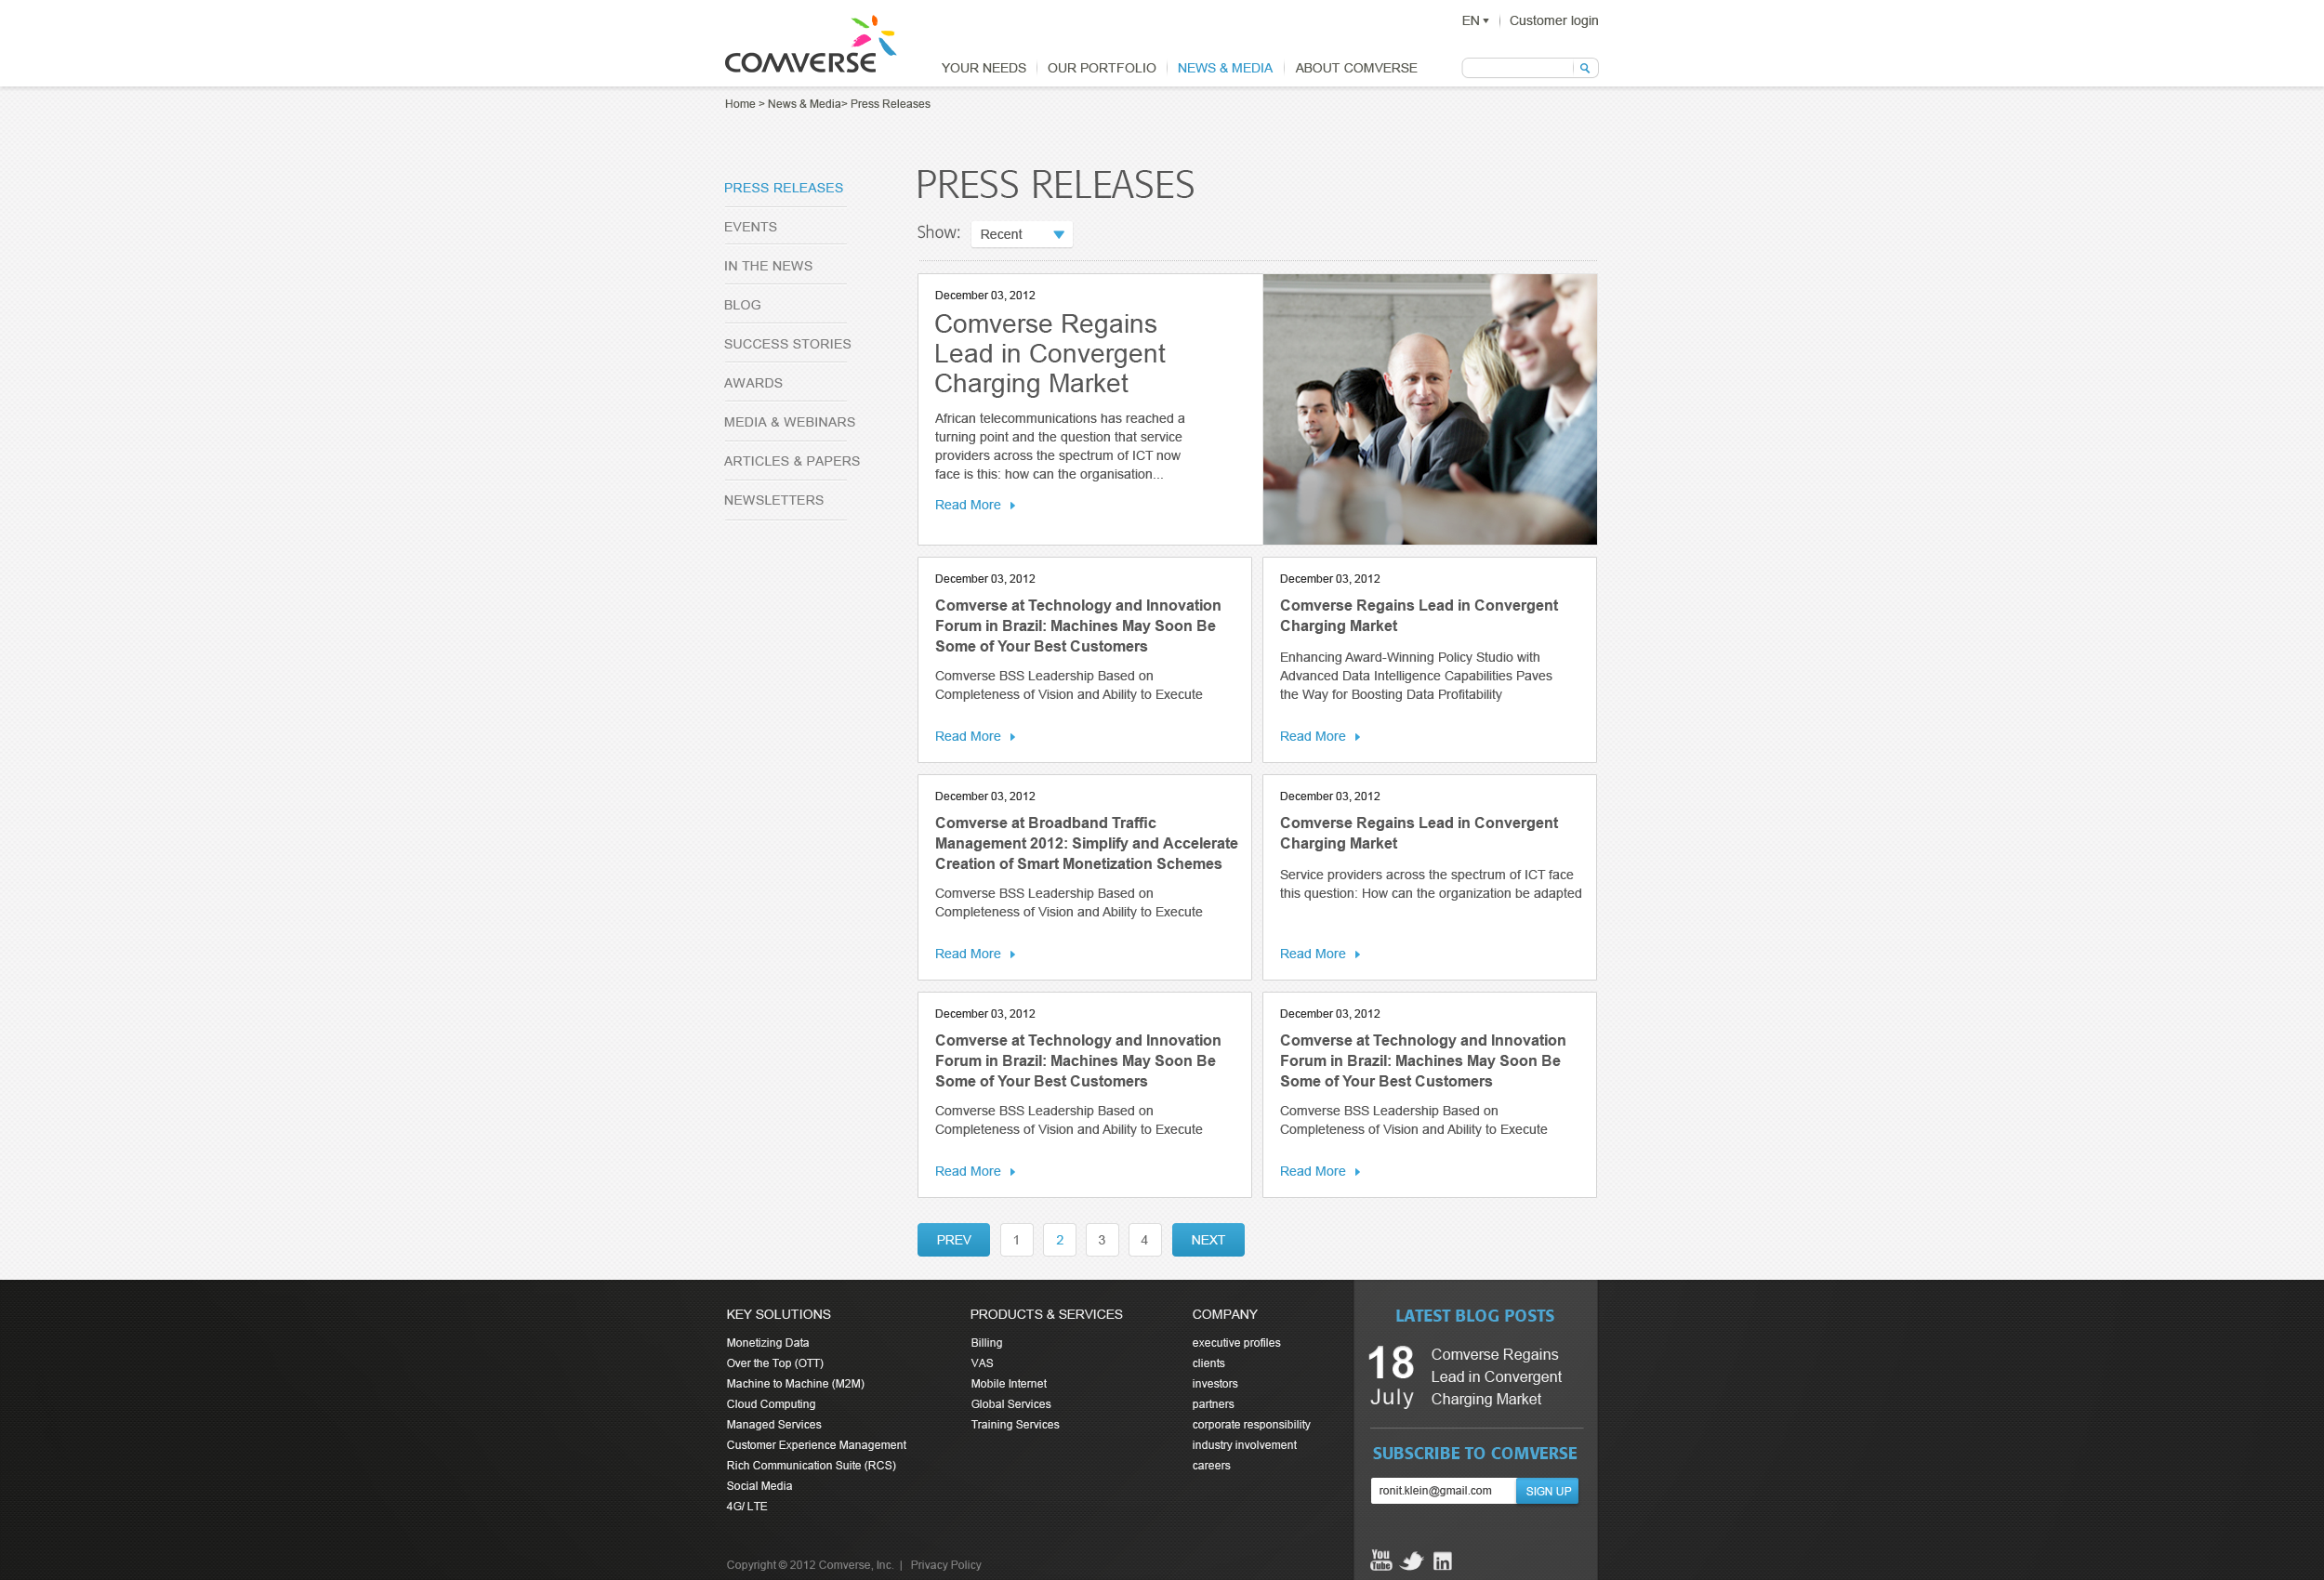 COMVERSE
EN
Customer login
YOUR NEEDS
OUR PORTFOLIO
NEWS & MEDIA
ABOUT COMVERSE
Home > News & Media> Press Releases
PRESS RELEASES
EVENTS
IN THE NEWS
BLOG
SUCCESS STORIES
AWARDS
MEDIA & WEBINARS
ARTICLES & PAPERS
NEWSLETTERS
PRESS RELEASES
Show:
Recent
December 03, 2012
Comverse Regains
Lead in Convergent
Charging Market
African telecommunications has reached a
turning point and the question that service
providers across the spectrum of ICT now
face is this: how can the organisation...
Read More
December 03, 2012
Comverse at Technology and Innovation
Forum in Brazil: Machines May Soon Be
Some of Your Best Customers
Comverse BSS Leadership Based on
Completeness of Vision and Ability to Execute
Read More
December 03, 2012
Comverse Regains Lead in Convergent
Charging Market
Enhancing Award-Winning Policy Studio with
Advanced Data Intelligence Capabilities Paves
the Way for Boosting Data Profitability
Read More
December 03, 2012
Comverse at Broadband Traffic
Management 2012: Simplify and Accelerate
Creation of Smart Monetization Schemes
Comverse BSS Leadership Based on
Completeness of Vision and Ability to Execute
Read More
December 03, 2012
Comverse Regains Lead in Convergent
Charging Market
Service providers across the spectrum of ICT face
this question: How can the organization be adapted
Read More
December 03, 2012
Comverse at Technology and Innovation
Forum in Brazil: Machines May Soon Be
Some of Your Best Customers
Comverse BSS Leadership Based on
Completeness of Vision and Ability to Execute
Read More
December 03, 2012
Comverse at Technology and Innovation
Forum in Brazil: Machines May Soon Be
Some of Your Best Customers
Comverse BSS Leadership Based on
Completeness of Vision and Ability to Execute
Read More
PREV
1
2
3
4
NEXT
KEY SOLUTIONS
Monetizing Data
Over the Top (OTT)
Machine to Machine (M2M)
Cloud Computing
Managed Services
Customer Experience Management
Rich Communication Suite (RCS)
Social Media
4G/ LTE
PRODUCTS & SERVICES
Billing
VAS
Mobile Internet
Global Services
Training Services
COMPANY
executive profiles
clients
investors
partners
corporate responsibility
industry involvement
careers
LATEST BLOG POSTS
18
July
Comverse Regains
Lead in Convergent
Charging Market
SUBSCRIBE TO COMVERSE
ronit.klein@gmail.com
SIGN UP
You
Tube
in
Copyright © 2012 Comverse, Inc. | Privacy Policy